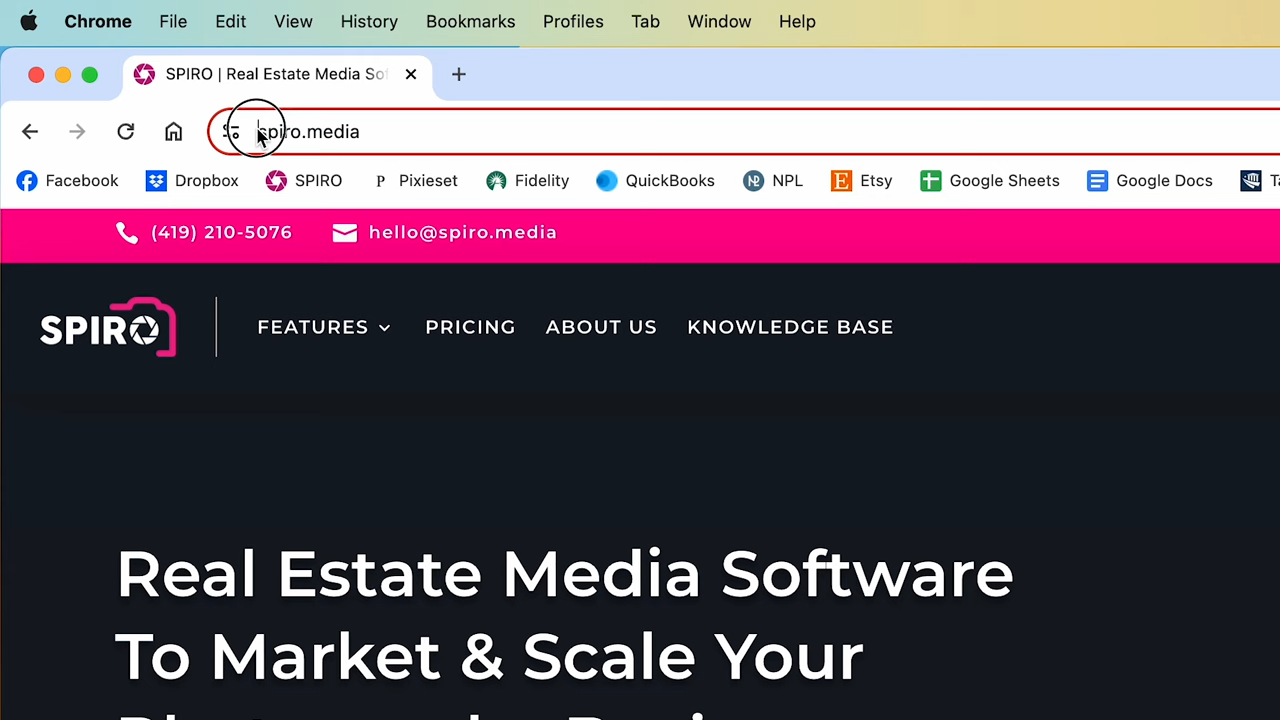 Chrome File Edit View History Bookmarks Profiles Tab Window Help
SPIRO | Real Estate Media
spiro.media
Facebook Dropbox SPIRO Pixieset Fidelity QuickBooks NPL Etsy Google Sheets Google Docs
(419) 210-5076 hello@spiro.media
SPIRO FEATURES PRICING ABOUT US KNOWLEDGE BASE
Real Estate Media Software
To Market & Scale Your